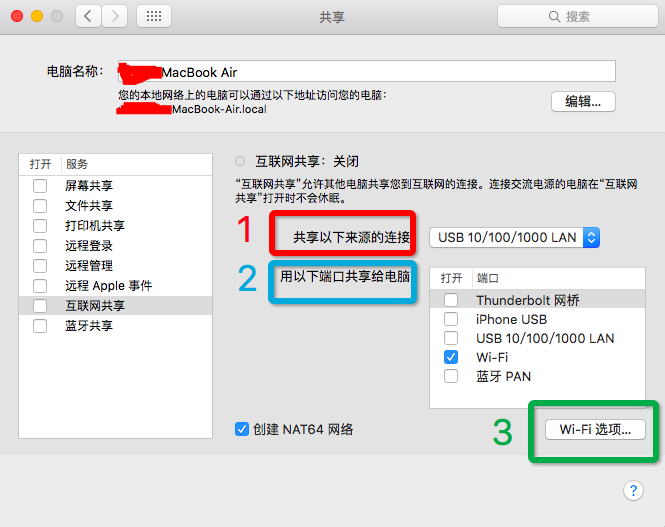 共享
搜索
电脑名称：
MacBook Air
您的本地网络上的电脑可以通过以下地址访问您的电脑：
MacBook-Air.local
编辑...
打开 服务
屏幕共享
文件共享
打印机共享
远程登录
远程管理
远程 Apple 事件
互联网共享
蓝牙共享
互联网共享：关闭
“互联网共享”允许其他电脑共享您到互联网的连接。连接交流电源的电脑在“互联网
共享”打开时不会休眠。
1 共享以下来源的连接 USB 10/100/1000 LAN
2 用以下端口共享给电脑
打开 端口
Thunderbolt 网桥
iPhone USB
USB 10/100/1000 LAN
Wi-Fi
蓝牙 PAN
创建 NAT64 网络
3 Wi-Fi 选项...
?